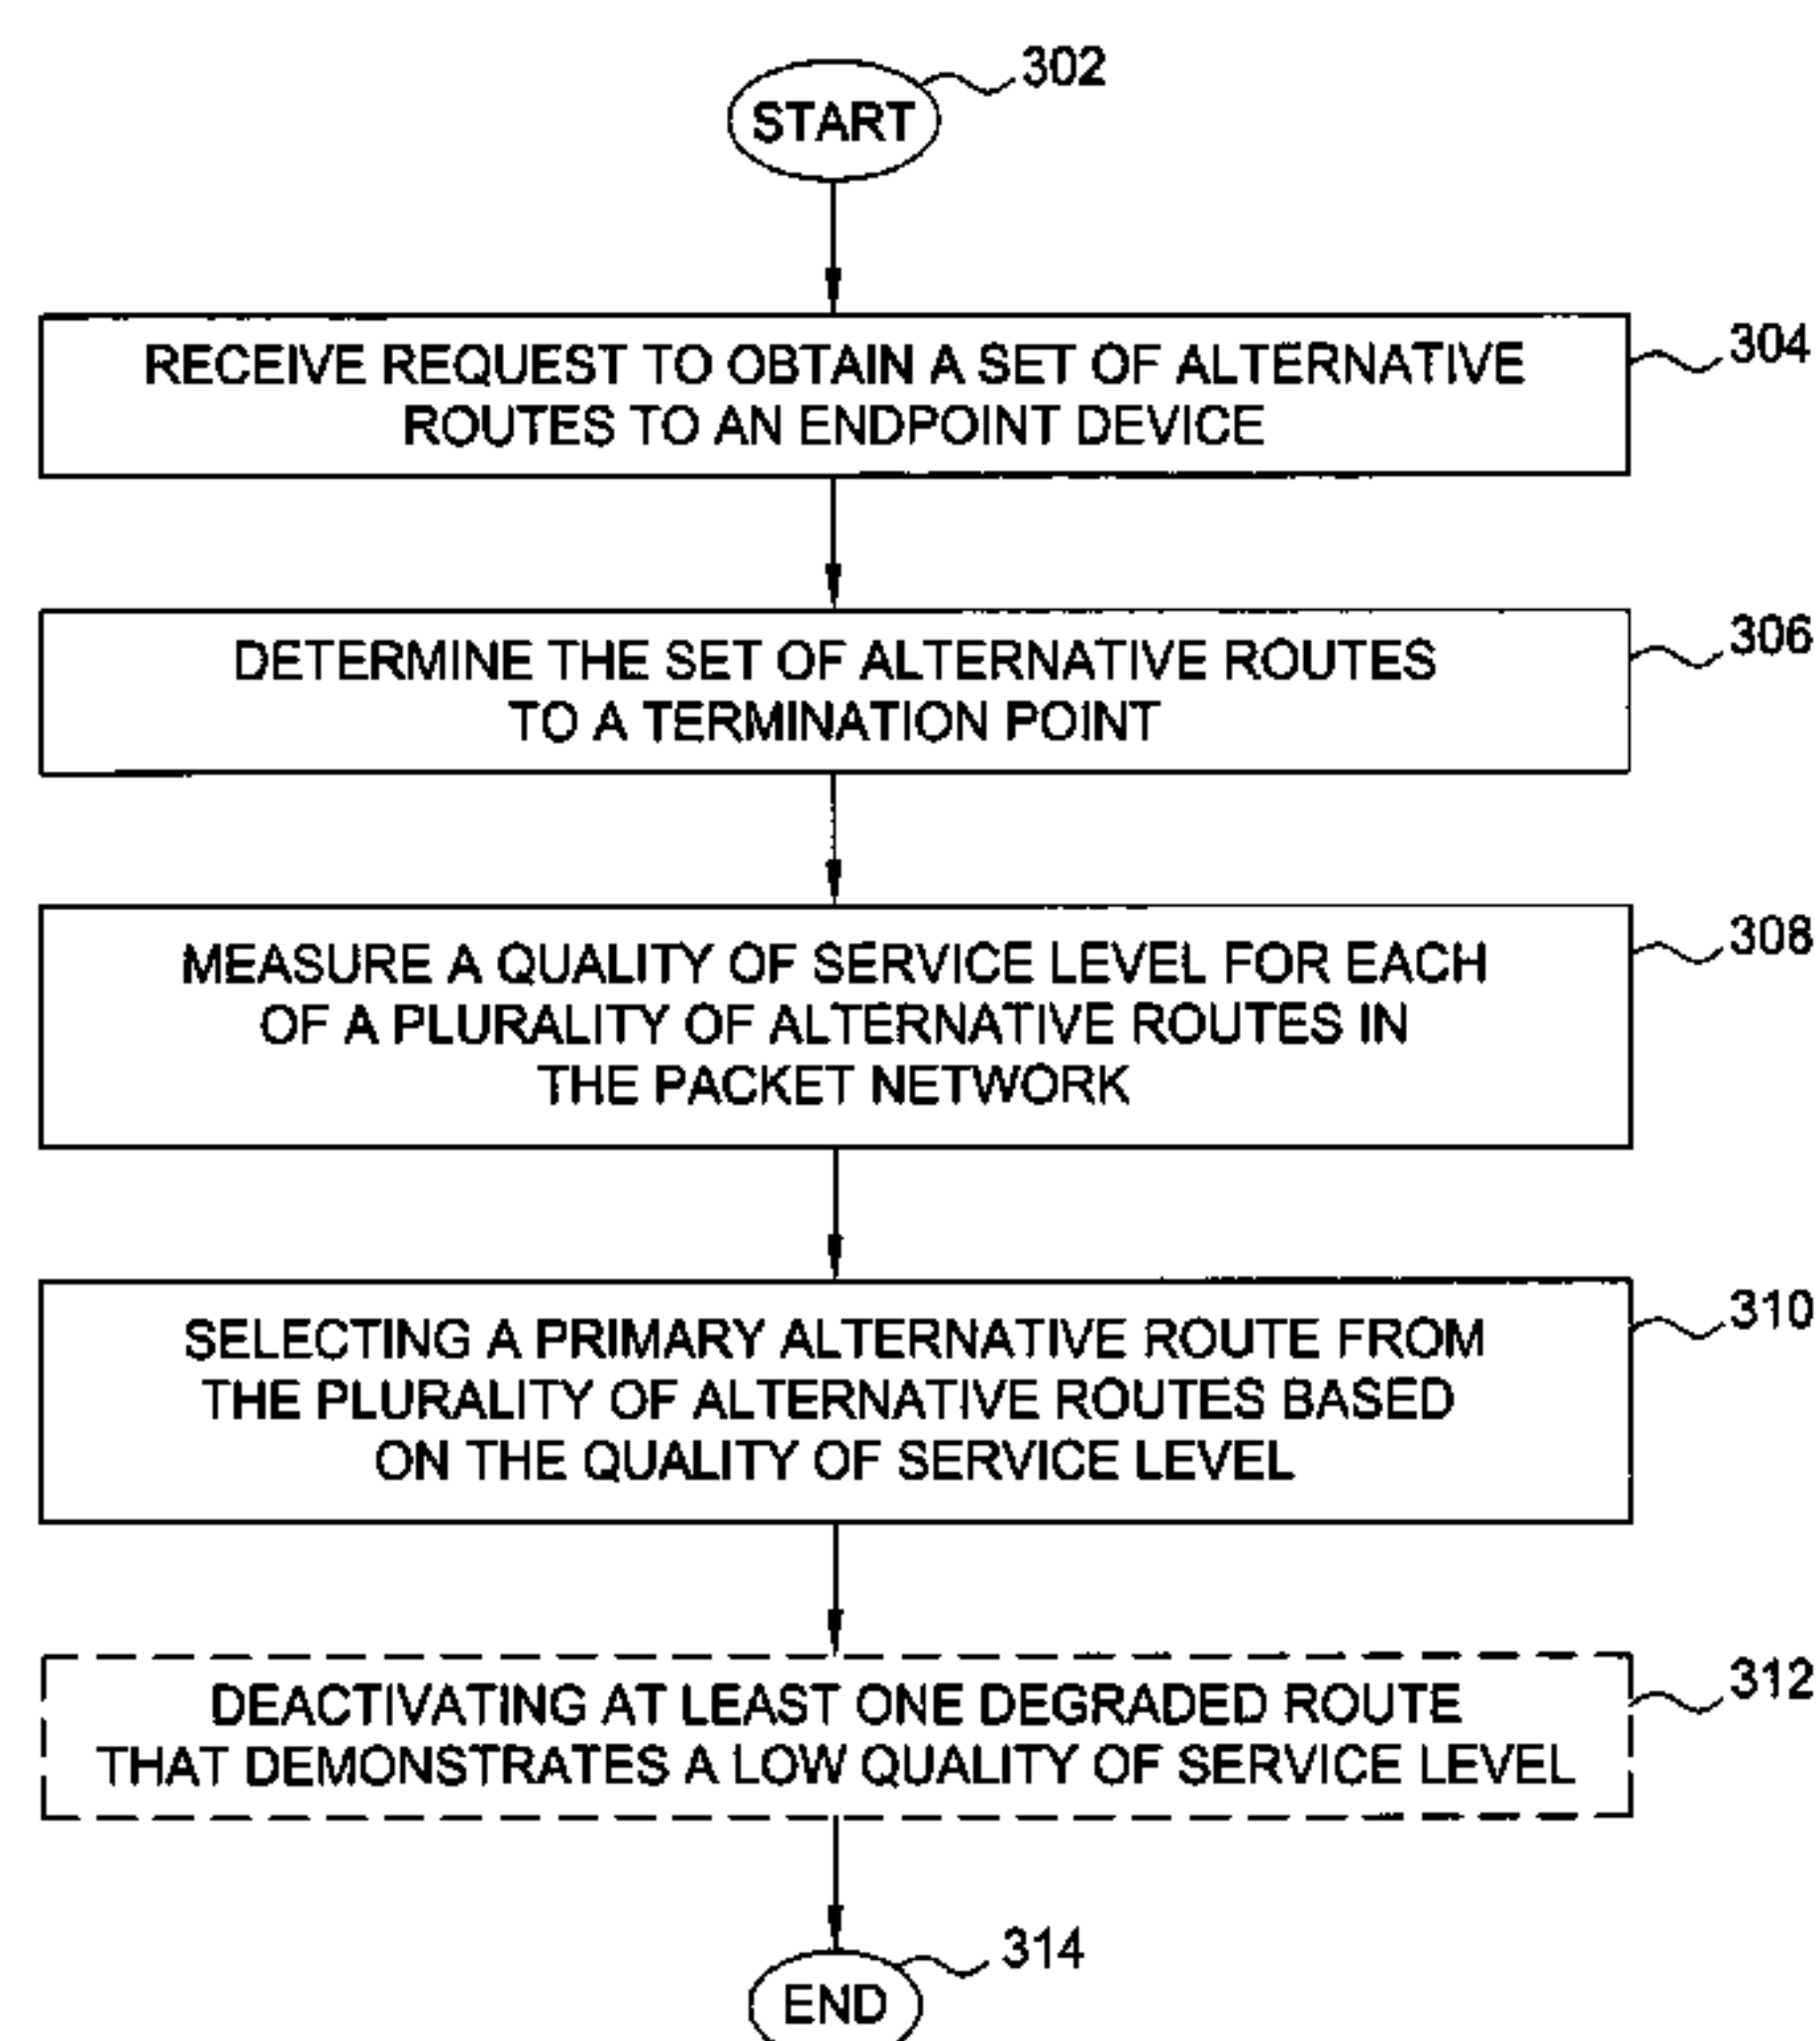 302
START
RECEIVE REQUEST TO OBTAIN A SET OF ALTERNATIVE
ROUTES TO AN ENDPOINT DEVICE
304
DETERMINE THE SET OF ALTERNATIVE ROUTES
TO A TERMINATION POINT
306
MEASURE A QUALITY OF SERVICE LEVEL FOR EACH
OF A PLURALITY OF ALTERNATIVE ROUTES IN
THE PACKET NETWORK
308
SELECTING A PRIMARY ALTERNATIVE ROUTE FROM
THE PLURALITY OF ALTERNATIVE ROUTES BASED
ON THE QUALITY OF SERVICE LEVEL
310
DEACTIVATING AT LEAST ONE DEGRADED ROUTE
THAT DEMONSTRATES A LOW QUALITY OF SERVICE LEVEL
312
314
END